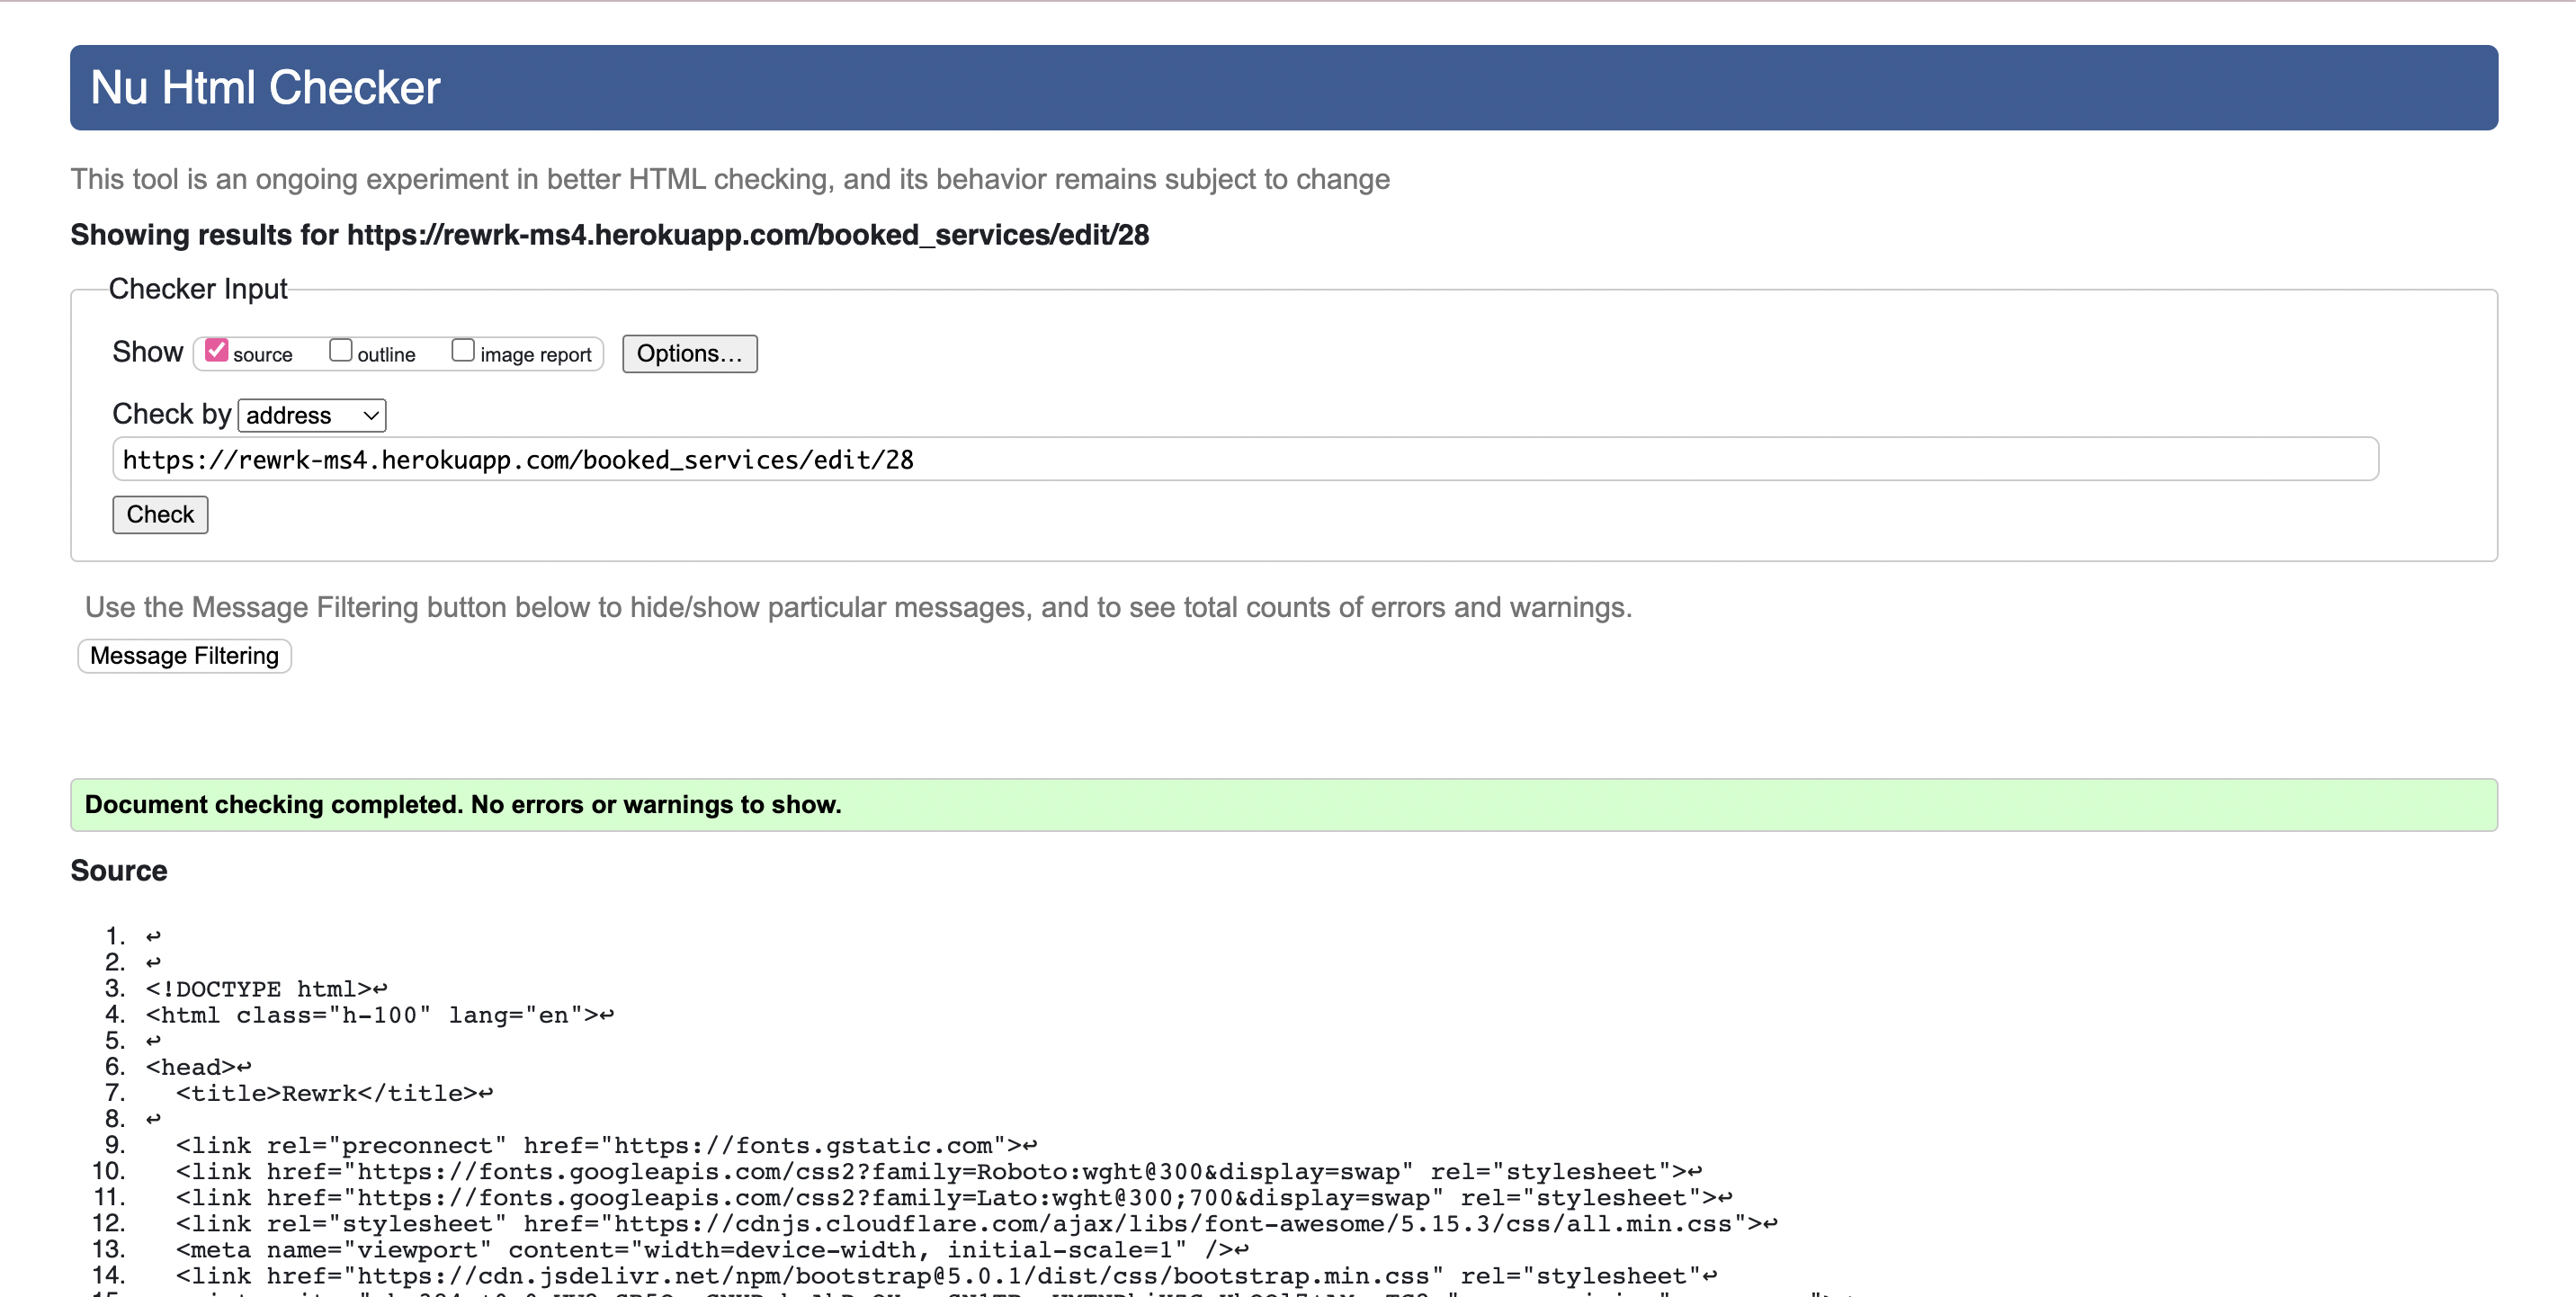 Nu Html Checker
This tool is an ongoing experiment in better HTML checking, and its behavior remains subject to change
Showing results for https://rewrk-ms4.herokuapp.com/booked_services/edit/28
Checker Input
Show source outline image report Options...
Check by address
https://rewrk-ms4.herokuapp.com/booked_services/edit/28
Check
Use the Message Filtering button below to hide/show particular messages, and to see total counts of errors and warnings.
Message Filtering
Document checking completed. No errors or warnings to show.
Source
1. ↩
2. ↩
3. <!DOCTYPE html>↩
4. <html class="h-100" lang="en">↩
5. ↩
6. <head>↩
7. <title>Rewrk</title>↩
8. ↩
9. <link rel="preconnect" href="https://fonts.gstatic.com">↩
10. <link href="https://fonts.googleapis.com/css2?family=Roboto:wght@300&display=swap" rel="stylesheet">↩
11. <link href="https://fonts.googleapis.com/css2?family=Lato:wght@300;700&display=swap" rel="stylesheet">↩
12. <link rel="stylesheet" href="https://cdnjs.cloudflare.com/ajax/libs/font-awesome/5.15.3/css/all.min.css">↩
13. <meta name="viewport" content="width=device-width, initial-scale=1" />↩
14. <link href="https://cdn.jsdelivr.net/npm/bootstrap@5.0.1/dist/css/bootstrap.min.css" rel="stylesheet"↩